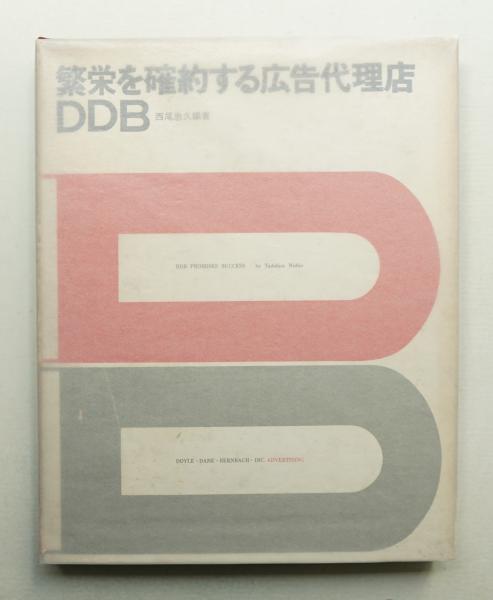 繁栄を確約する広告代理店
DDB 西尾忠久編著
DDB PROMISES SUCCESS by Tadahisa Nishio
DOYLE・DANE・BERNBACH・INC. ADVERTISING